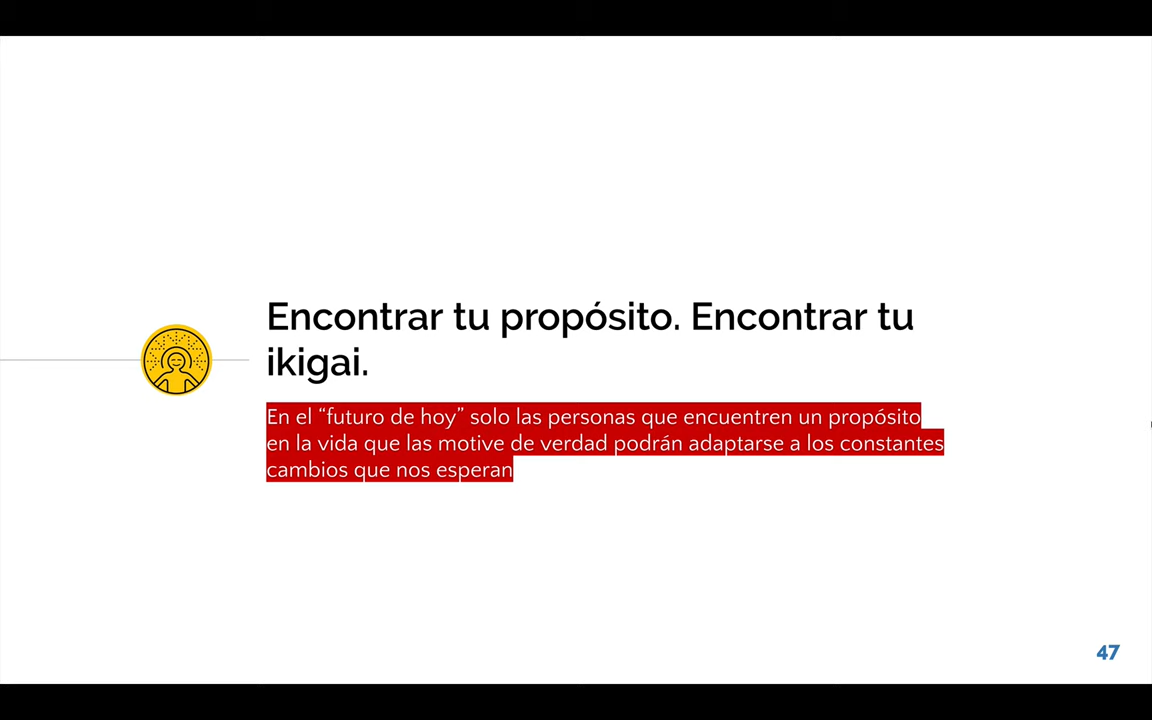 Encontrar tu propósito. Encontrar tu
ikigai.
En el “futuro de hoy” solo las personas que encuentren un propósito
en la vida que las motive de verdad podrán adaptarse a los constantes
cambios que nos esperan
47